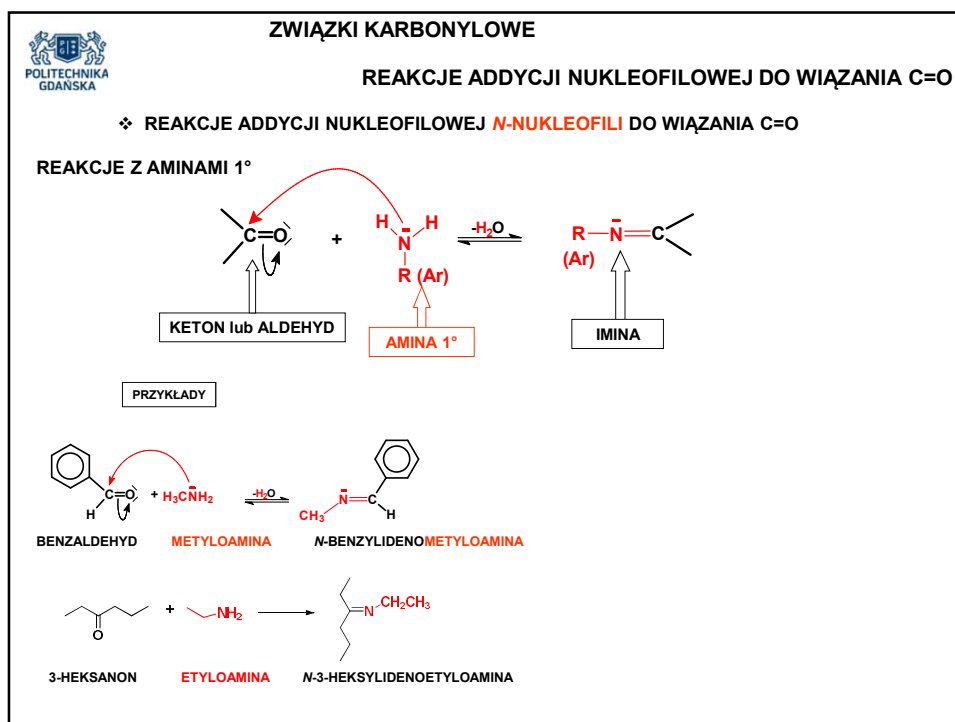 ZWIĄZKI KARBONYLOWE
POLITECHNIKA
GDAŃSKA
REAKCJE ADDYCJI NUKLEOFILOWEJ DO WIĄZANIA C=O
❖ REAKCJE ADDYCJI NUKLEOFILOWEJ N-NUKLEOFILI DO WIĄZANIA C=O
REAKCJE Z AMINAMI 1°
H H
C=O + N -H₂O R-N=C
R (Ar) (Ar)
KETON lub ALDEHYD
AMINA 1°
IMINA
PRZYKŁADY
C=O + H₃CNH₂ -H₂O N=C
H CH₃ H
BENZALDEHYD METYLOAMINA N-BENZYLIDENOMETYLOAMINA
O + NH₂ N-CH₂CH₃
3-HEKSANON ETYLOAMINA N-3-HEKSYLIDENOETYLOAMINA